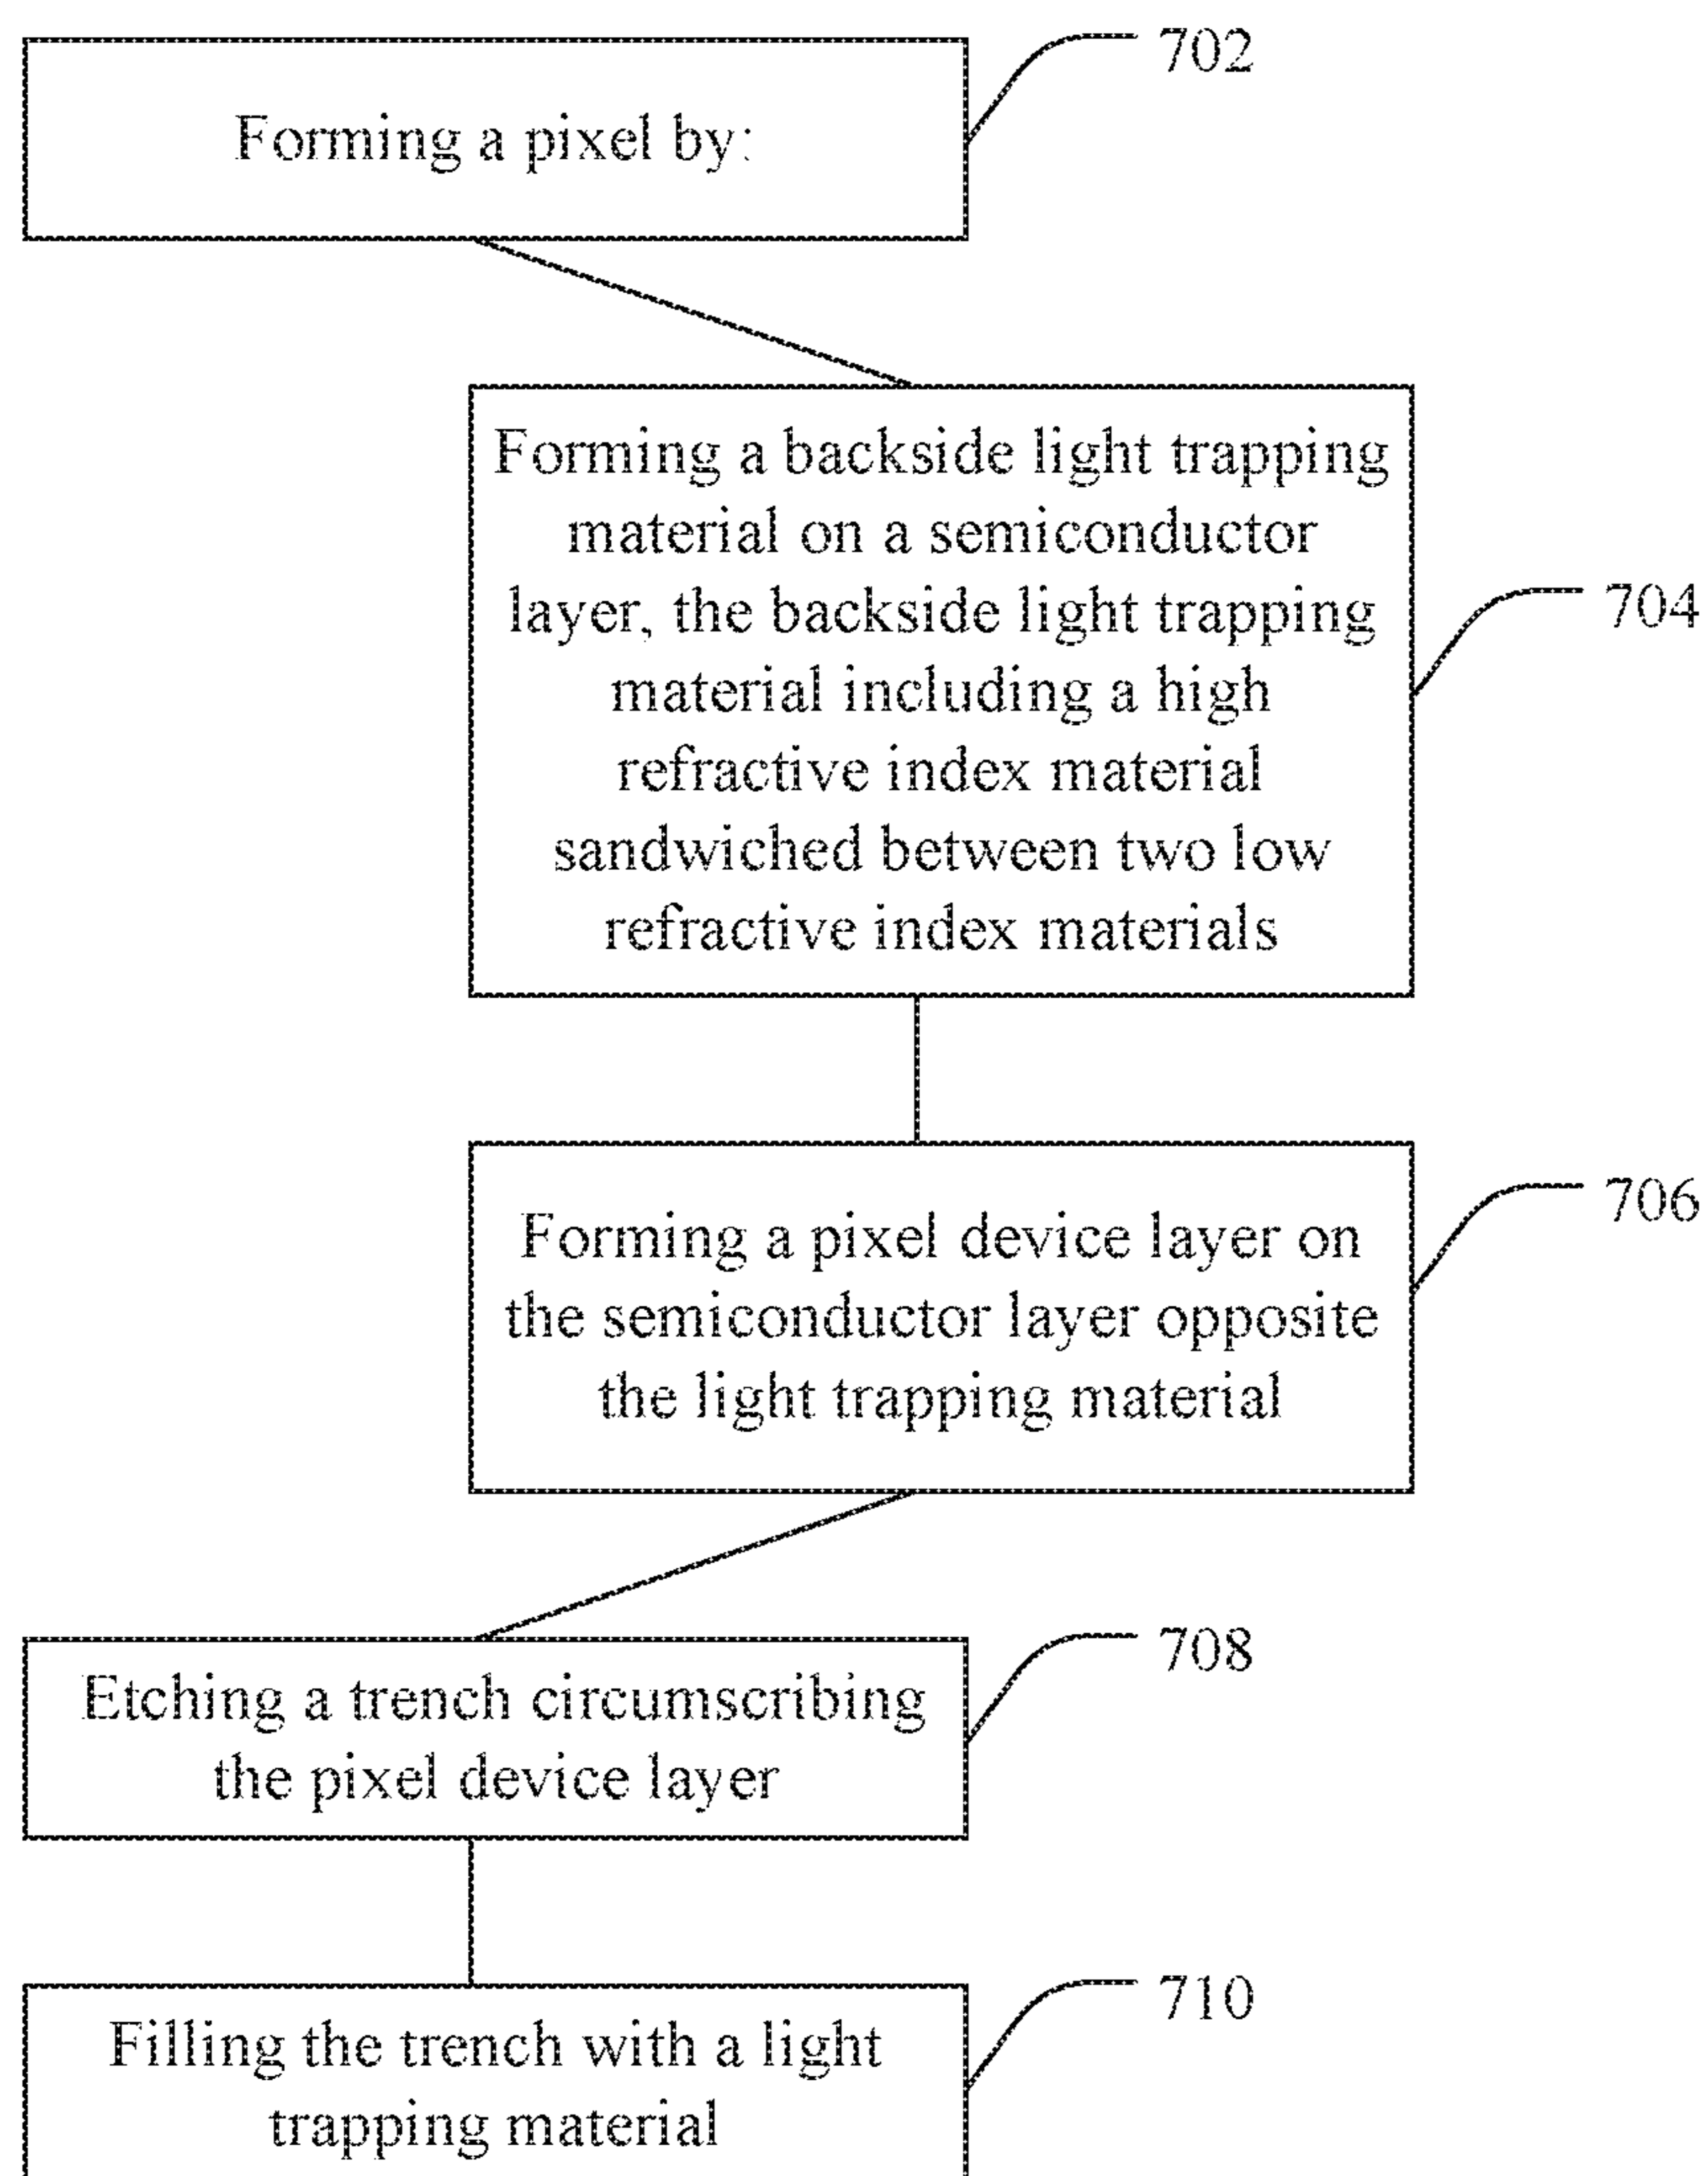 702
Forming a pixel by:
Forming a backside light trapping
material on a semiconductor
layer, the backside light trapping
material including a high
refractive index material
sandwiched between two low
refractive index materials
704
Forming a pixel device layer on
the semiconductor layer opposite
the light trapping material
706
Etching a trench circumscribing
the pixel device layer
708
Filling the trench with a light
trapping material
710